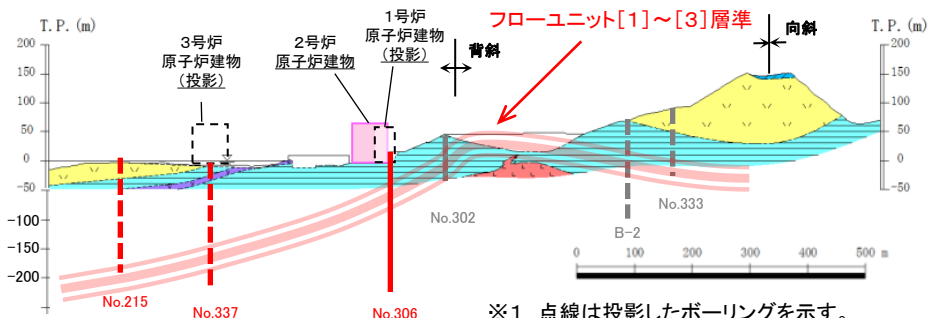 フローユニット[1]～[3]層準
T.P.(m)
200
150
100
50
0
-50
-100
-150
-200
3号炉
原子炉建物
(投影)
2号炉
原子炉建物
1号炉
原子炉建物
(投影)
背斜
向斜
T.P.(m)
200
150
100
50
0
-50
No.302
No.333
B-2
0 100 200 300 400 500 m
No.215
No.337
No.306
※1 点線は投影したボーリングを示す。